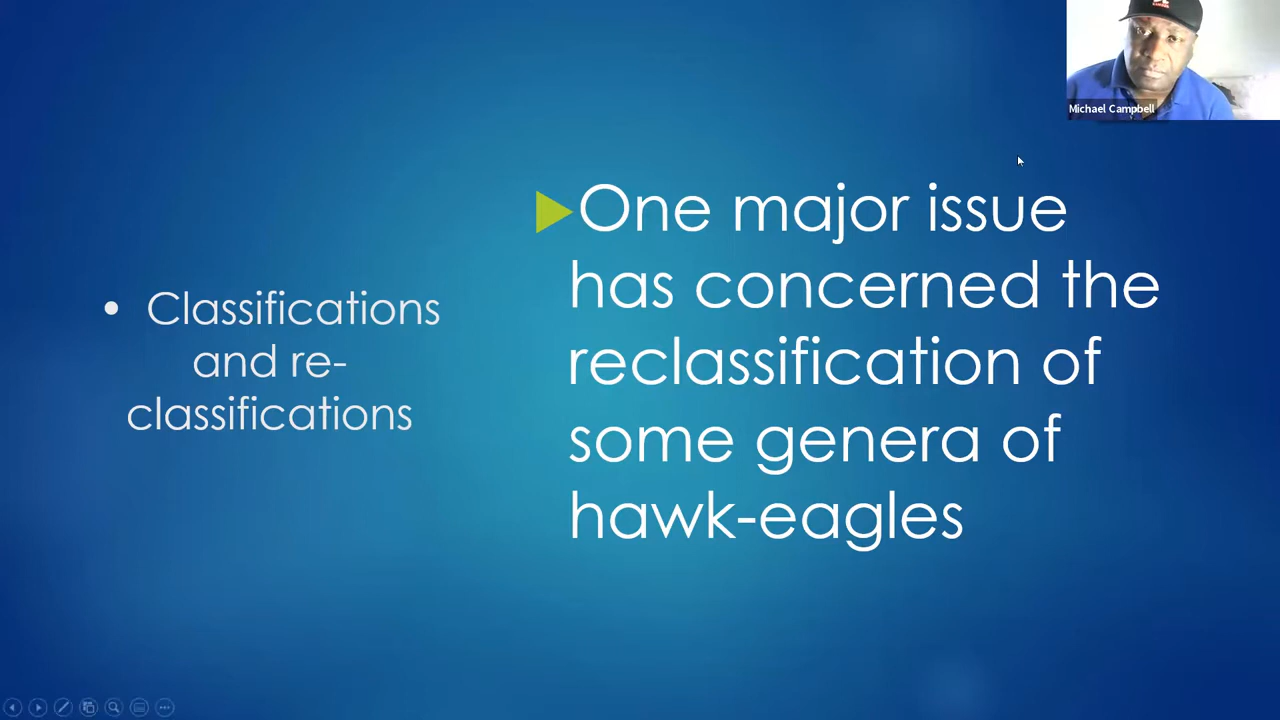 Michael Campbell
• Classifications
and re-
classifications
One major issue
has concerned the
reclassification of
some genera of
hawk-eagles